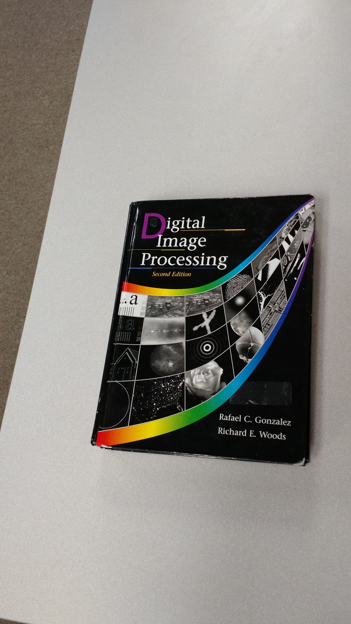 Digital
Image
Processing
Second Edition
a
a
Rafael C. Gonzalez
Richard E. Woods